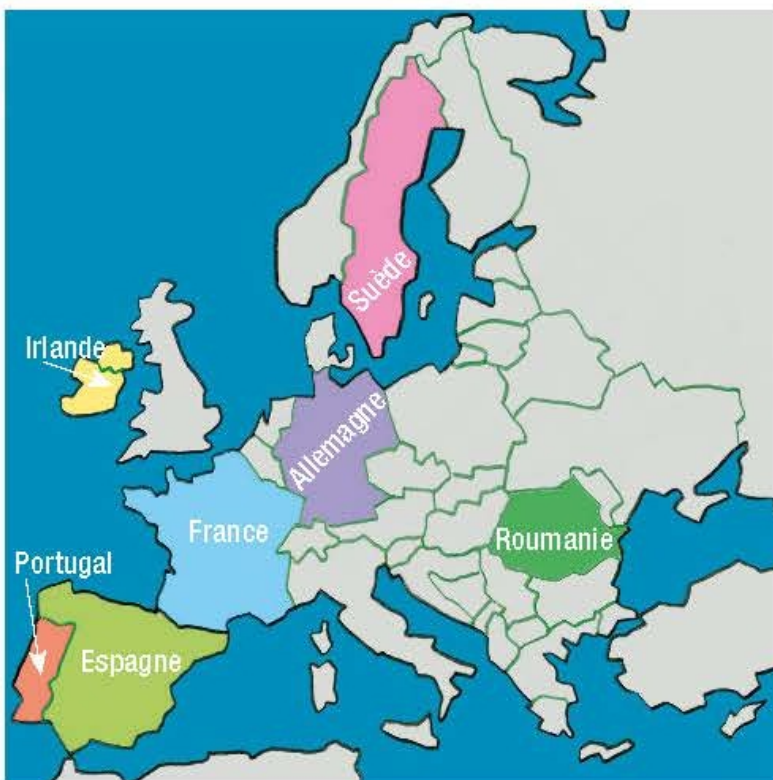 Suède
Irlande
Allemagne
France
Roumanie
Portugal
Espagne